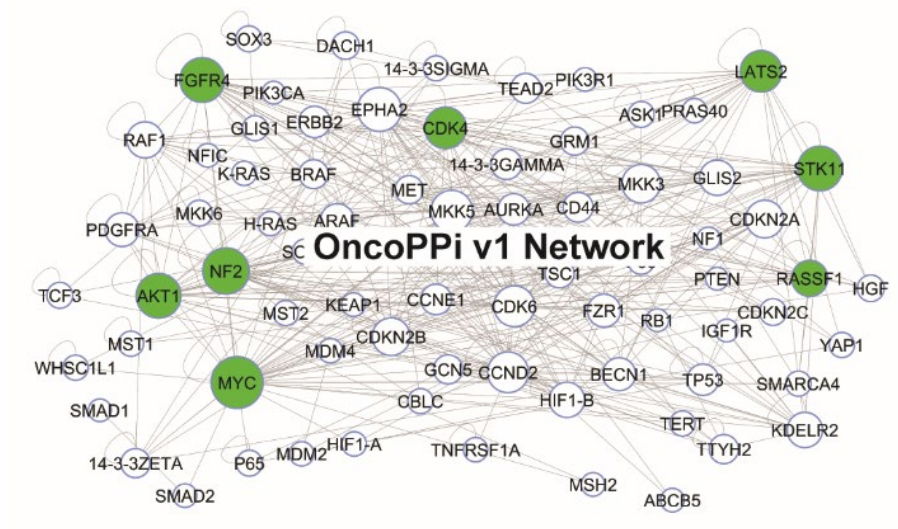 SOX3
DACH1
14-3-3SIGMA
FGFR4
PIK3CA
EPHA2
TEAD2
PIK3R1
LATS2
RAF1
GLIS1
ERBB2
CDK4
ASK1
PRAS40
NFIC
GRM1
K-RAS
BRAF
14-3-3GAMMA
STK11
MET
MKK3
GLIS2
PDGFRA
MKK6
H-RAS
ARAF
MKK5
AURKA
CD44
CDKN2A
NF1
SC
OncoPPi v1 Network
NF2
TSC1
PTEN
RASSF1
HGF
TCF3
AKT1
MST2
KEAP1
CCNE1
CDK6
FZR1
RB1
CDKN2C
IGF1R
MST1
CDKN2B
MDM4
YAP1
WHSC1L1
MYC
GCN5
CCND2
BECN1
TP53
SMARCA4
SMAD1
CBLC
HIF1-B
TERT
KDELR2
14-3-3ZETA
P65
MDM2
HIF1-A
TNFRSF1A
TTYH2
SMAD2
MSH2
ABCB5